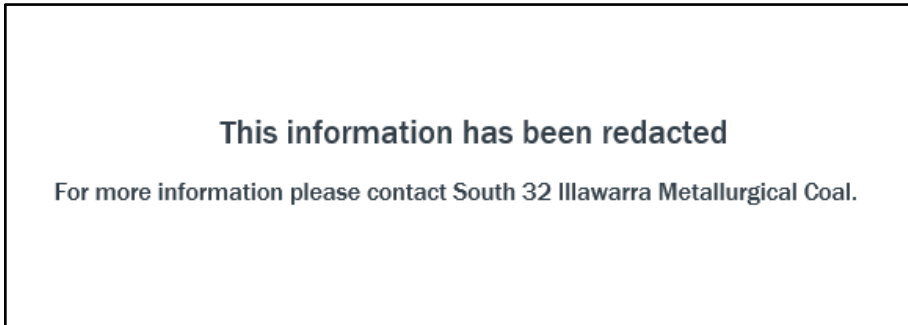 This information has been redacted
For more information please contact South 32 Illawarra Metallurgical Coal.